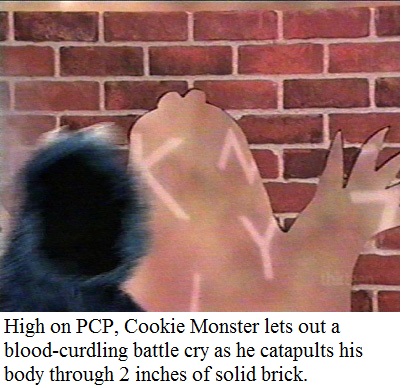 K
Y
High on PCP, Cookie Monster lets out a
blood-curdling battle cry as he catapults his
body through 2 inches of solid brick.